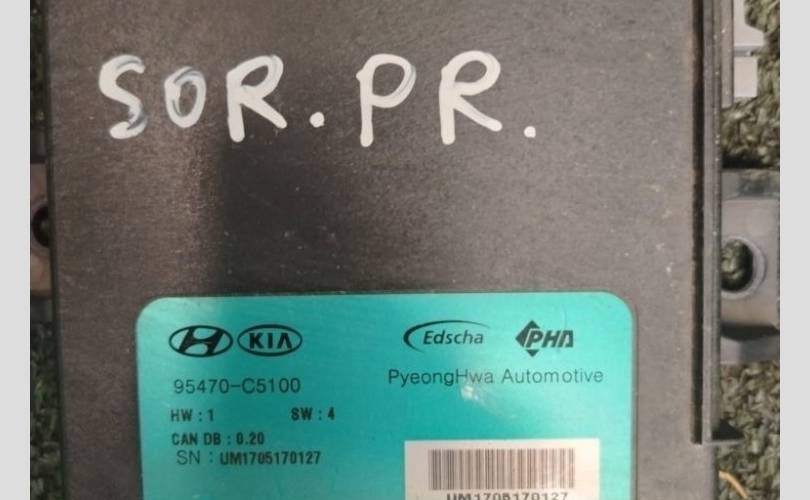 SOR.PR.
HYUNDAI KIA Edscha PHA
95470-C5100 PyeongHwa Automotive
HW : 1 SW : 4
CAN DB : 0.20
SN : UM1705170127
UM1705170127